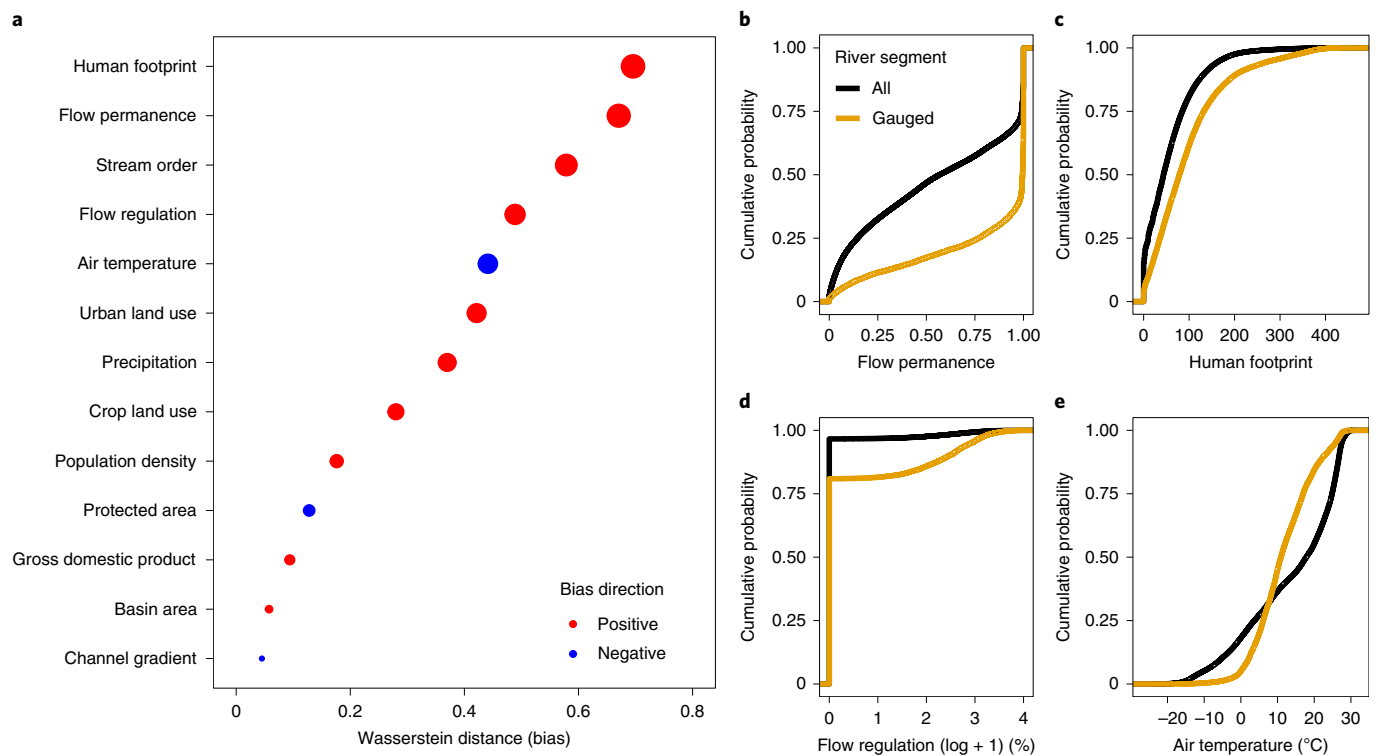 a
Human footprint
Flow permanence
Stream order
Flow regulation
Air temperature
Urban land use
Precipitation
Crop land use
Population density
Protected area
Gross domestic product
Basin area
Channel gradient
Bias direction
Positive
Negative
0 0.2 0.4 0.6 0.8
Wasserstein distance (bias)
b
Cumulative probability
1.00
0.75
0.50
0.25
0
River segment
All
Gauged
0 0.25 0.50 0.75 1.00
Flow permanence
c
Cumulative probability
1.00
0.75
0.50
0.25
0
0 100 200 300 400
Human footprint
d
Cumulative probability
1.00
0.75
0.50
0.25
0
0 1 2 3 4
Flow regulation (log + 1) (%)
e
Cumulative probability
1.00
0.75
0.50
0.25
0
–20 –10 0 10 20 30
Air temperature (°C)